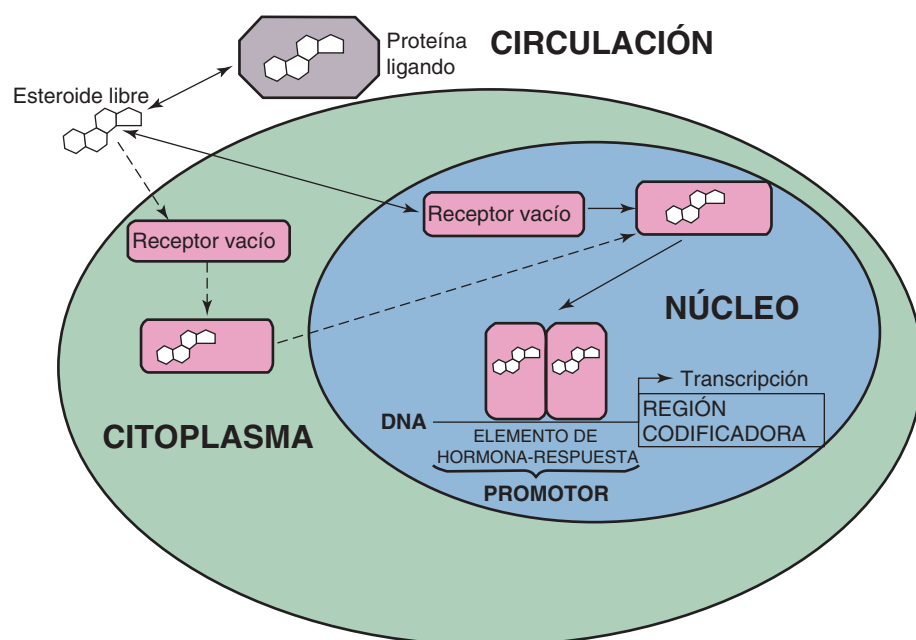 Proteína
ligando
CIRCULACIÓN
Esteroide libre
Receptor vacío
Receptor vacío
NÚCLEO
Transcripción
DNA
REGIÓN
CODIFICADORA
CITOPLASMA
ELEMENTO DE
HORMONA-RESPUESTA
PROMOTOR